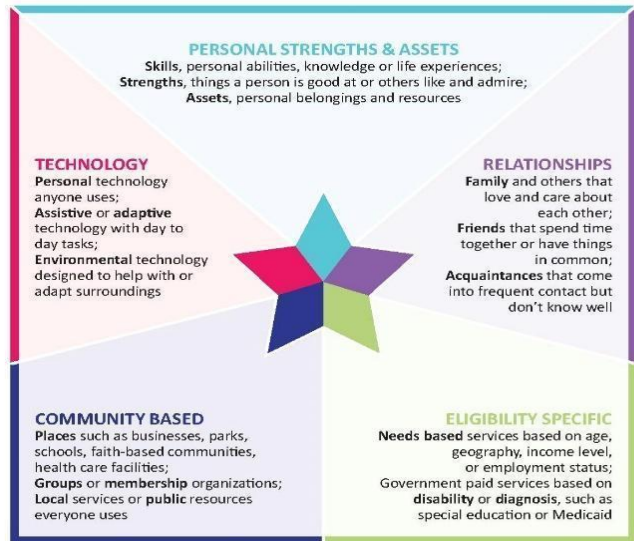 PERSONAL STRENGTHS & ASSETS
Skills, personal abilities, knowledge or life experiences;
Strengths, things a person is good at or others like and admire;
Assets, personal belongings and resources
TECHNOLOGY
Personal technology
anyone uses;
Assistive or adaptive
technology with day to
day tasks;
Environmental technology
designed to help with or
adapt surroundings
RELATIONSHIPS
Family and others that
love and care about
each other;
Friends that spend time
together or have things
in common;
Acquaintances that come
into frequent contact but
don't know well
COMMUNITY BASED
Places such as businesses, parks,
schools, faith-based communities,
health care facilities;
Groups or membership organizations;
Local services or public resources
everyone uses
ELIGIBILITY SPECIFIC
Needs based services based on age,
geography, income level,
or employment status;
Government paid services based on
disability or diagnosis, such as
special education or Medicaid